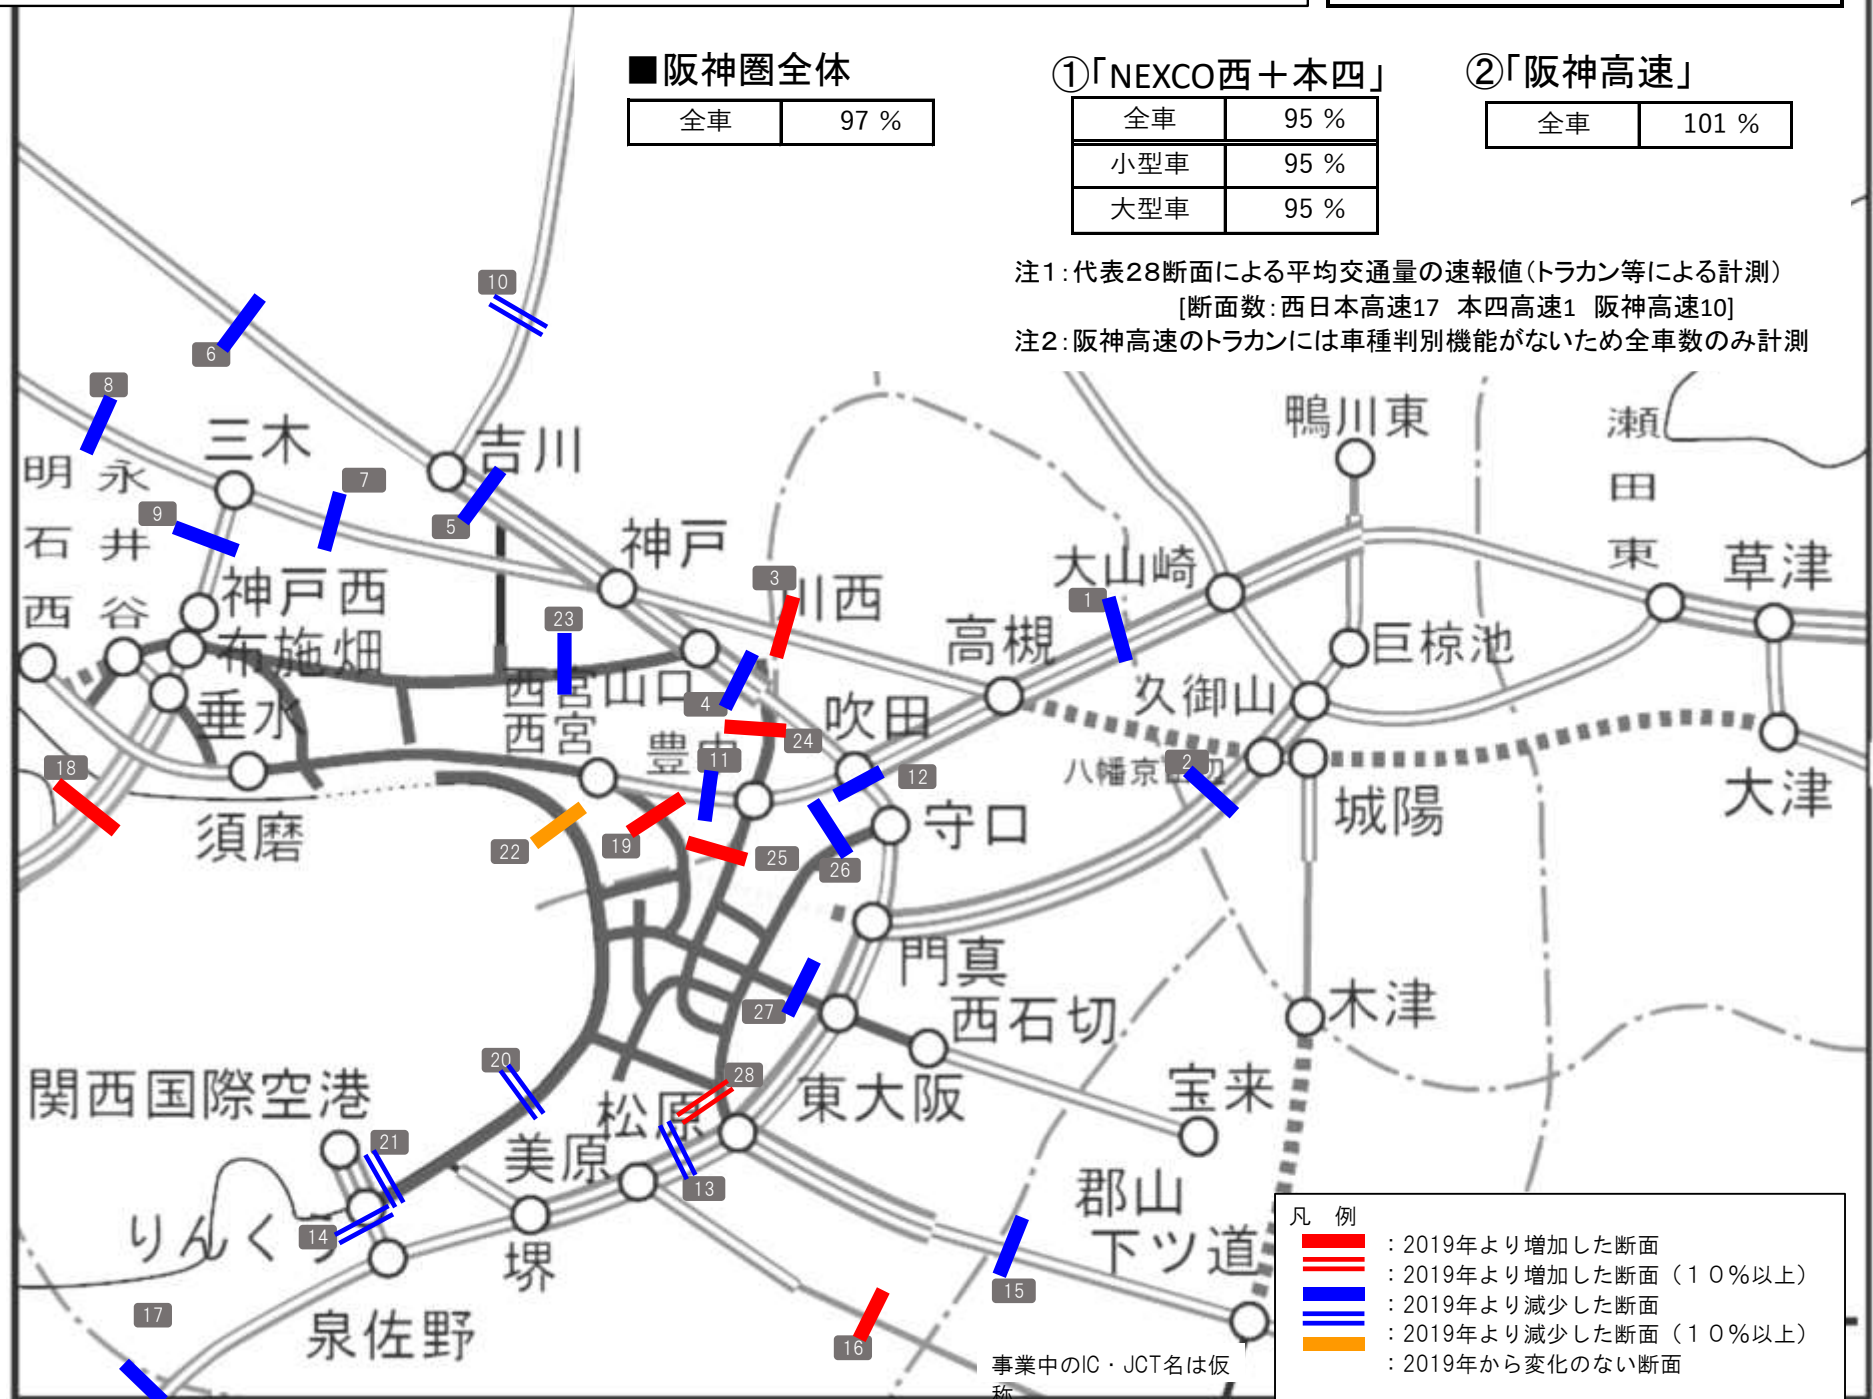 ■阪神圏全体
全車 97 %
①「NEXCO西＋本四」
全車 95 %
小型車 95 %
大型車 95 %
②「阪神高速」
全車 101 %
注1：代表28断面による平均交通量の速報値（トラカン等による計測）
[断面数：西日本高速17 本四高速1 阪神高速10]
注2：阪神高速のトラカンには車種判別機能がないため全車数のみ計測
10
6
8
三木
吉川
鴨川東
瀬田東
明石西
永井谷
7
9
5
神戸
3
川西
大山崎
1
草津
神戸西
布施畑
23
高槻
巨椋池
垂水
西宮山口
西宮
4
吹田
久御山
24
豊中
11
12
八幡京田辺
2
18
大津
須磨
22
19
25
26
守口
城陽
門真
27
西石切
木津
20
関西国際空港
28
松原
東大阪
宝来
21
美原
13
郡山
下ツ道
14
りんくう
堺
15
17
泉佐野
16
事業中のIC・JCT名は仮
称
凡 例
：2019年より増加した断面
：2019年より増加した断面（１０％以上）
：2019年より減少した断面
：2019年より減少した断面（１０％以上）
：2019年から変化のない断面